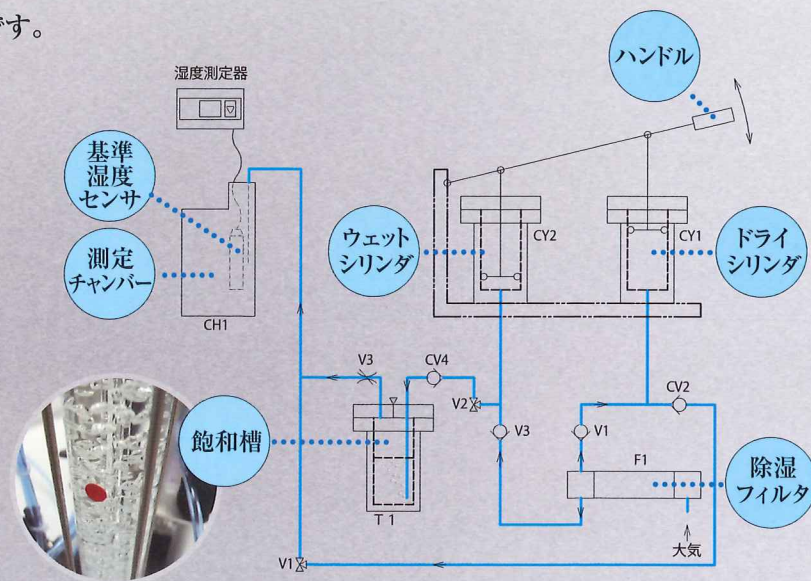 です。
湿度測定器
ハンドル
基準
湿度
センサ
測定
チャンバー
CH1
ウェット
シリンダ
CY2
CY1
ドライ
シリンダ
V3
CV4
V2
V3
V1
CV2
飽和槽
T1
F1
除湿
フィルタ
大気
V1